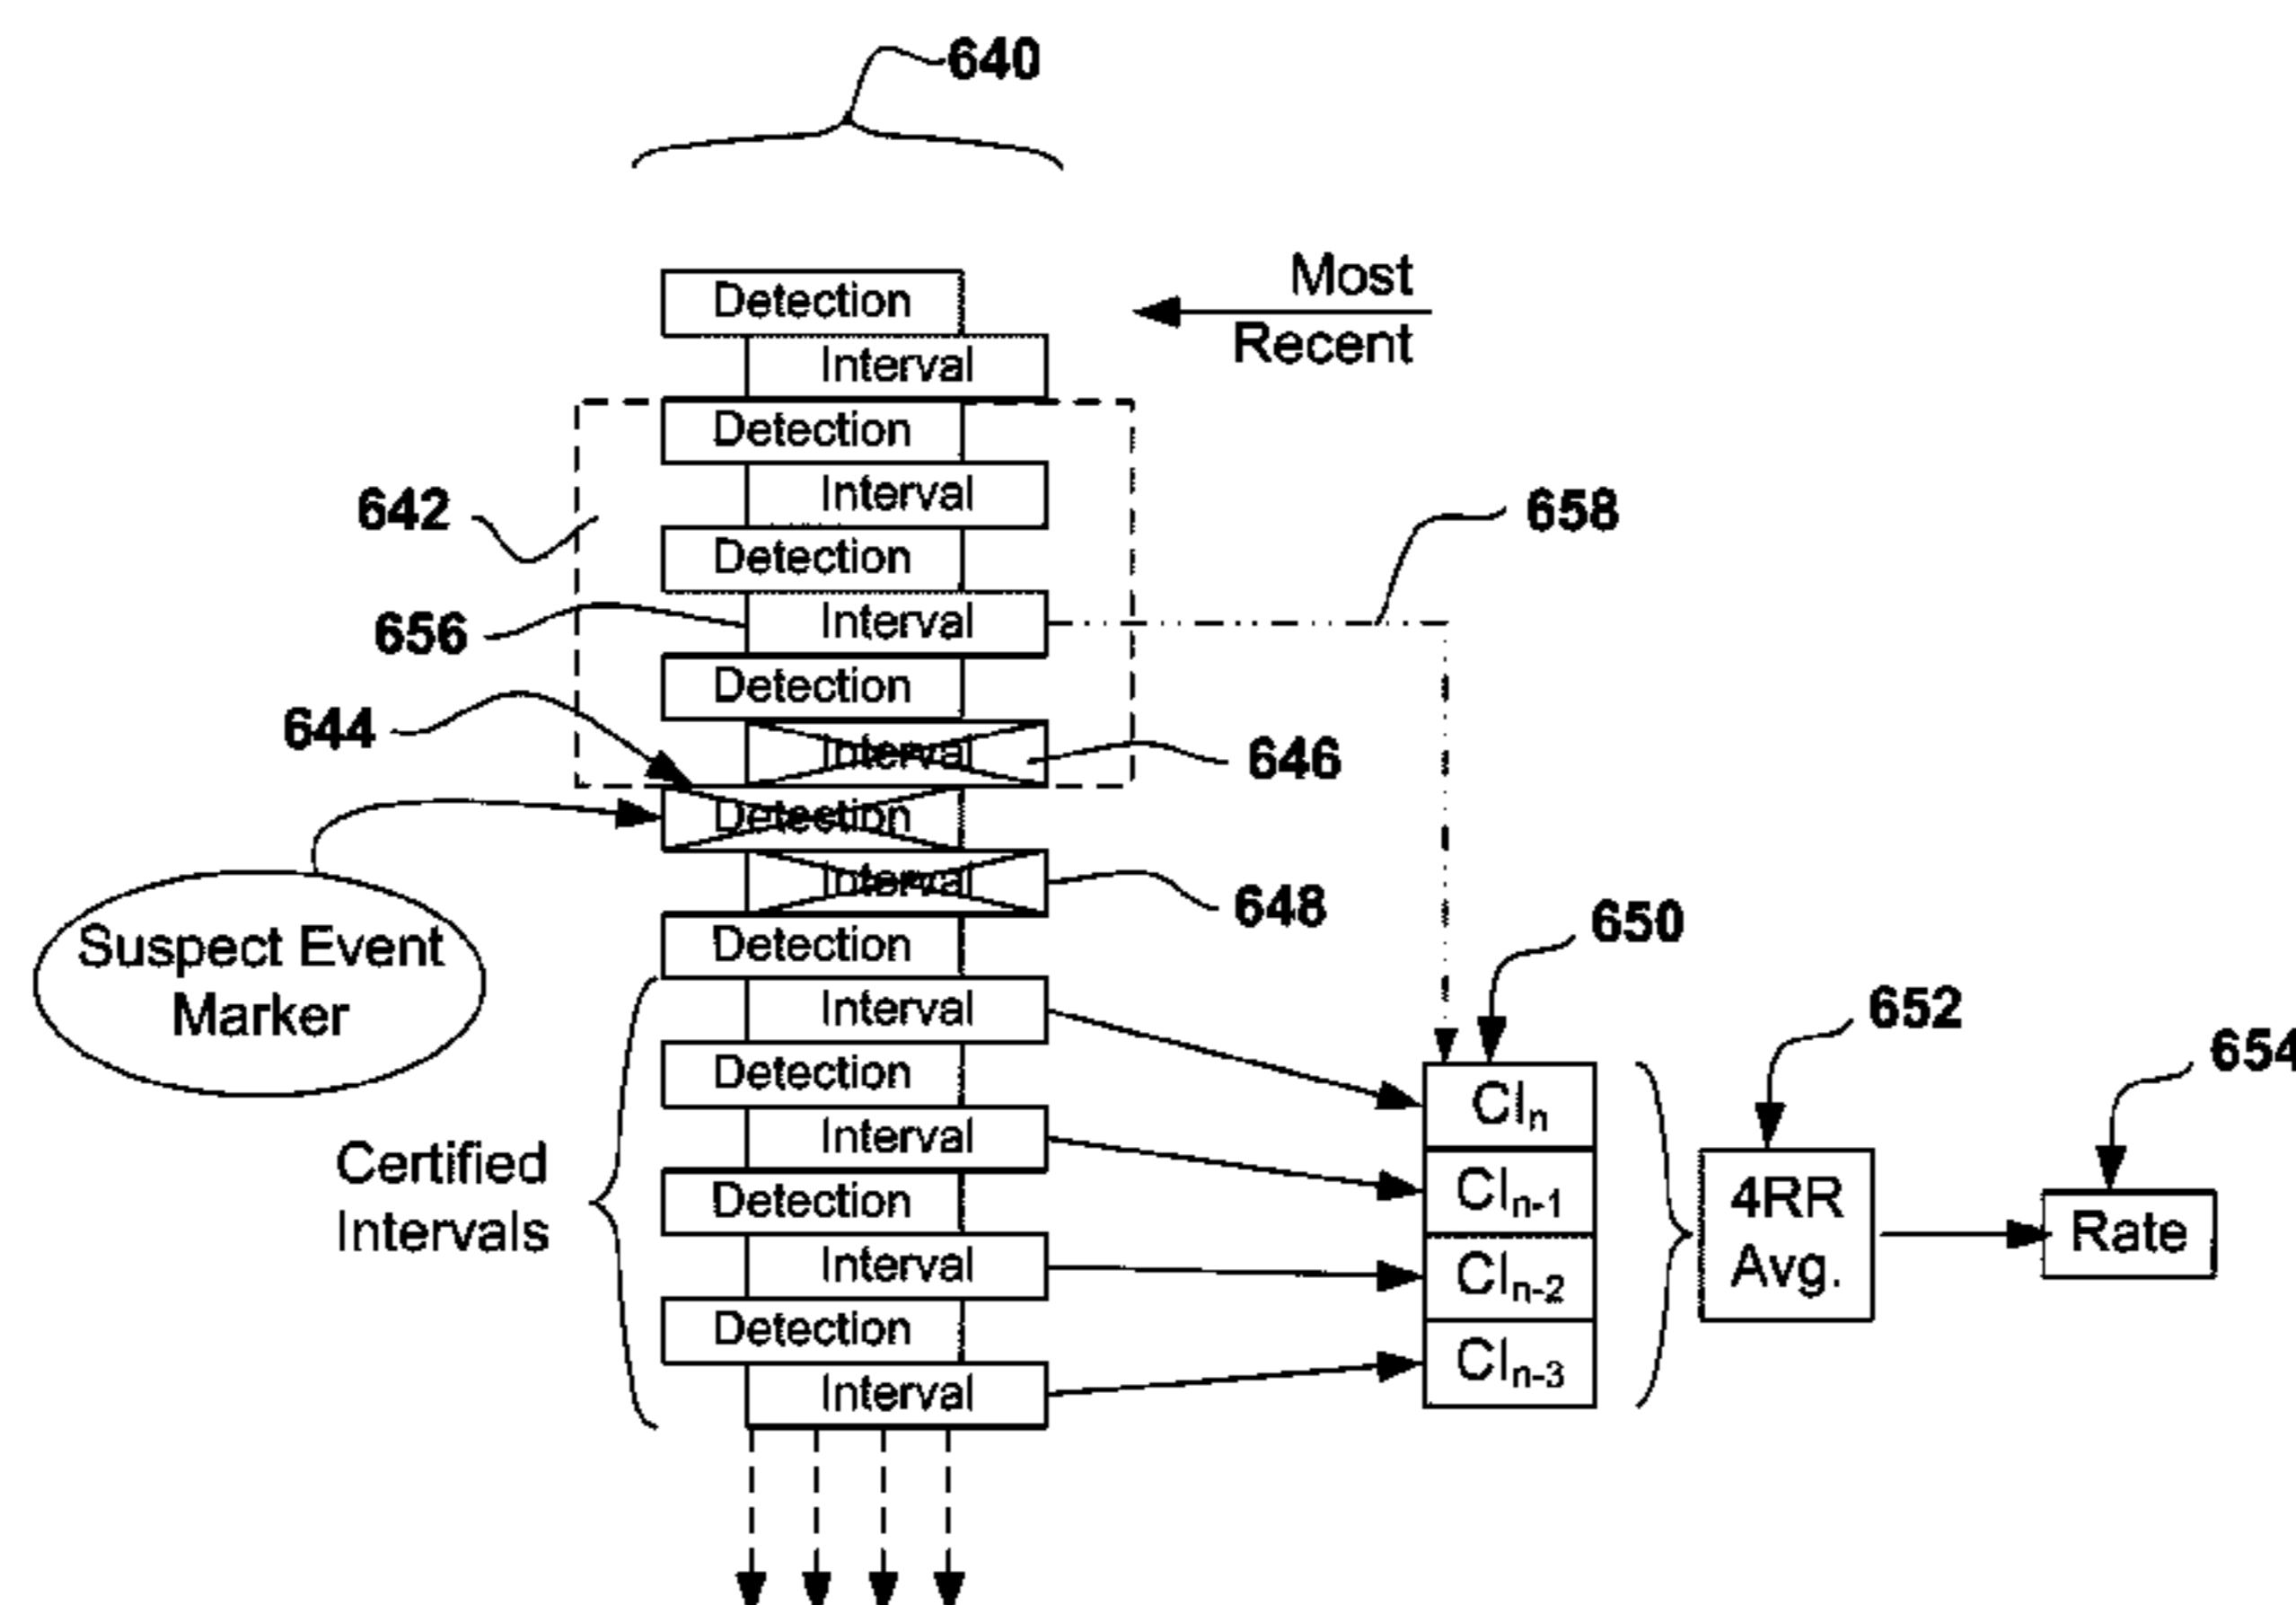 640
Most
Recent
Detection
Interval
Detection
Interval
642
Detection
658
Interval
656
Detection
644
Interval
646
Detection
Interval
648
Suspect Event
Marker
Detection
650
Interval
652
654
Detection
CIn
Interval
Certified
Intervals
CIn-1
4RR
Avg.
Rate
Detection
Interval
CIn-2
Detection
CIn-3
Interval